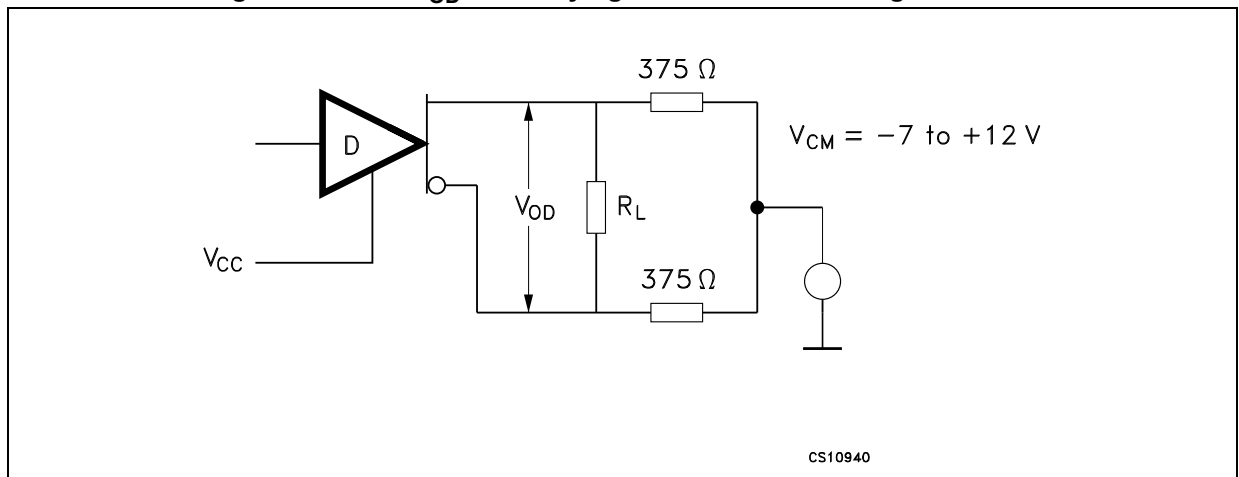 375 Ω
V_CM = −7 to +12 V
D
V_OD
R_L
V_CC
375 Ω
CS10940